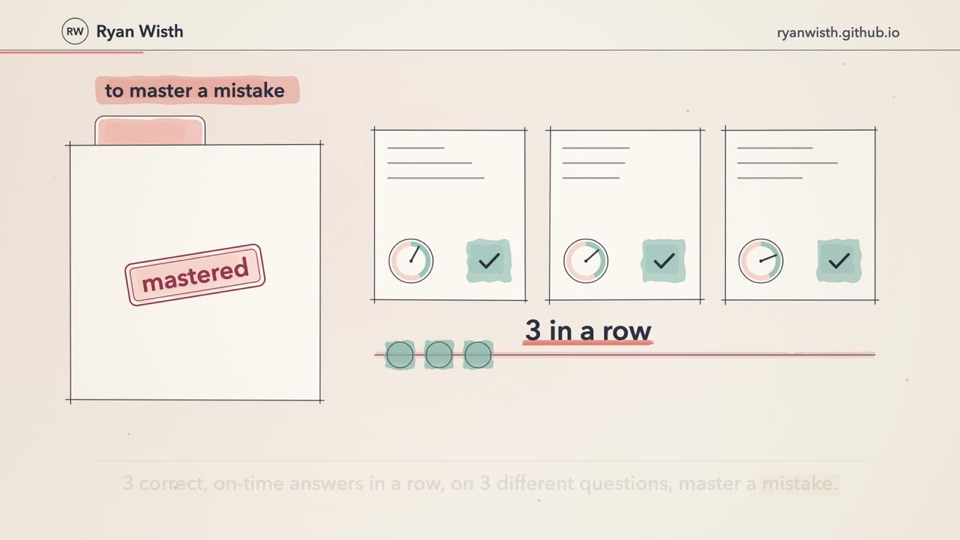 RW Ryan Wisth
ryanwisth.github.io
to master a mistake
mastered
3 in a row
3 correct, on-time answers in a row, on 3 different questions, master a mistake.